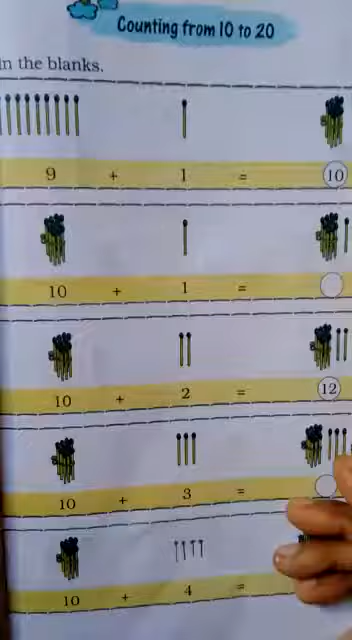 Counting from 10 to 20
in the blanks.
9 + 1 = 10
10 + 1 =
10 + 2 = 12
10 + 3 =
10 + 4 =